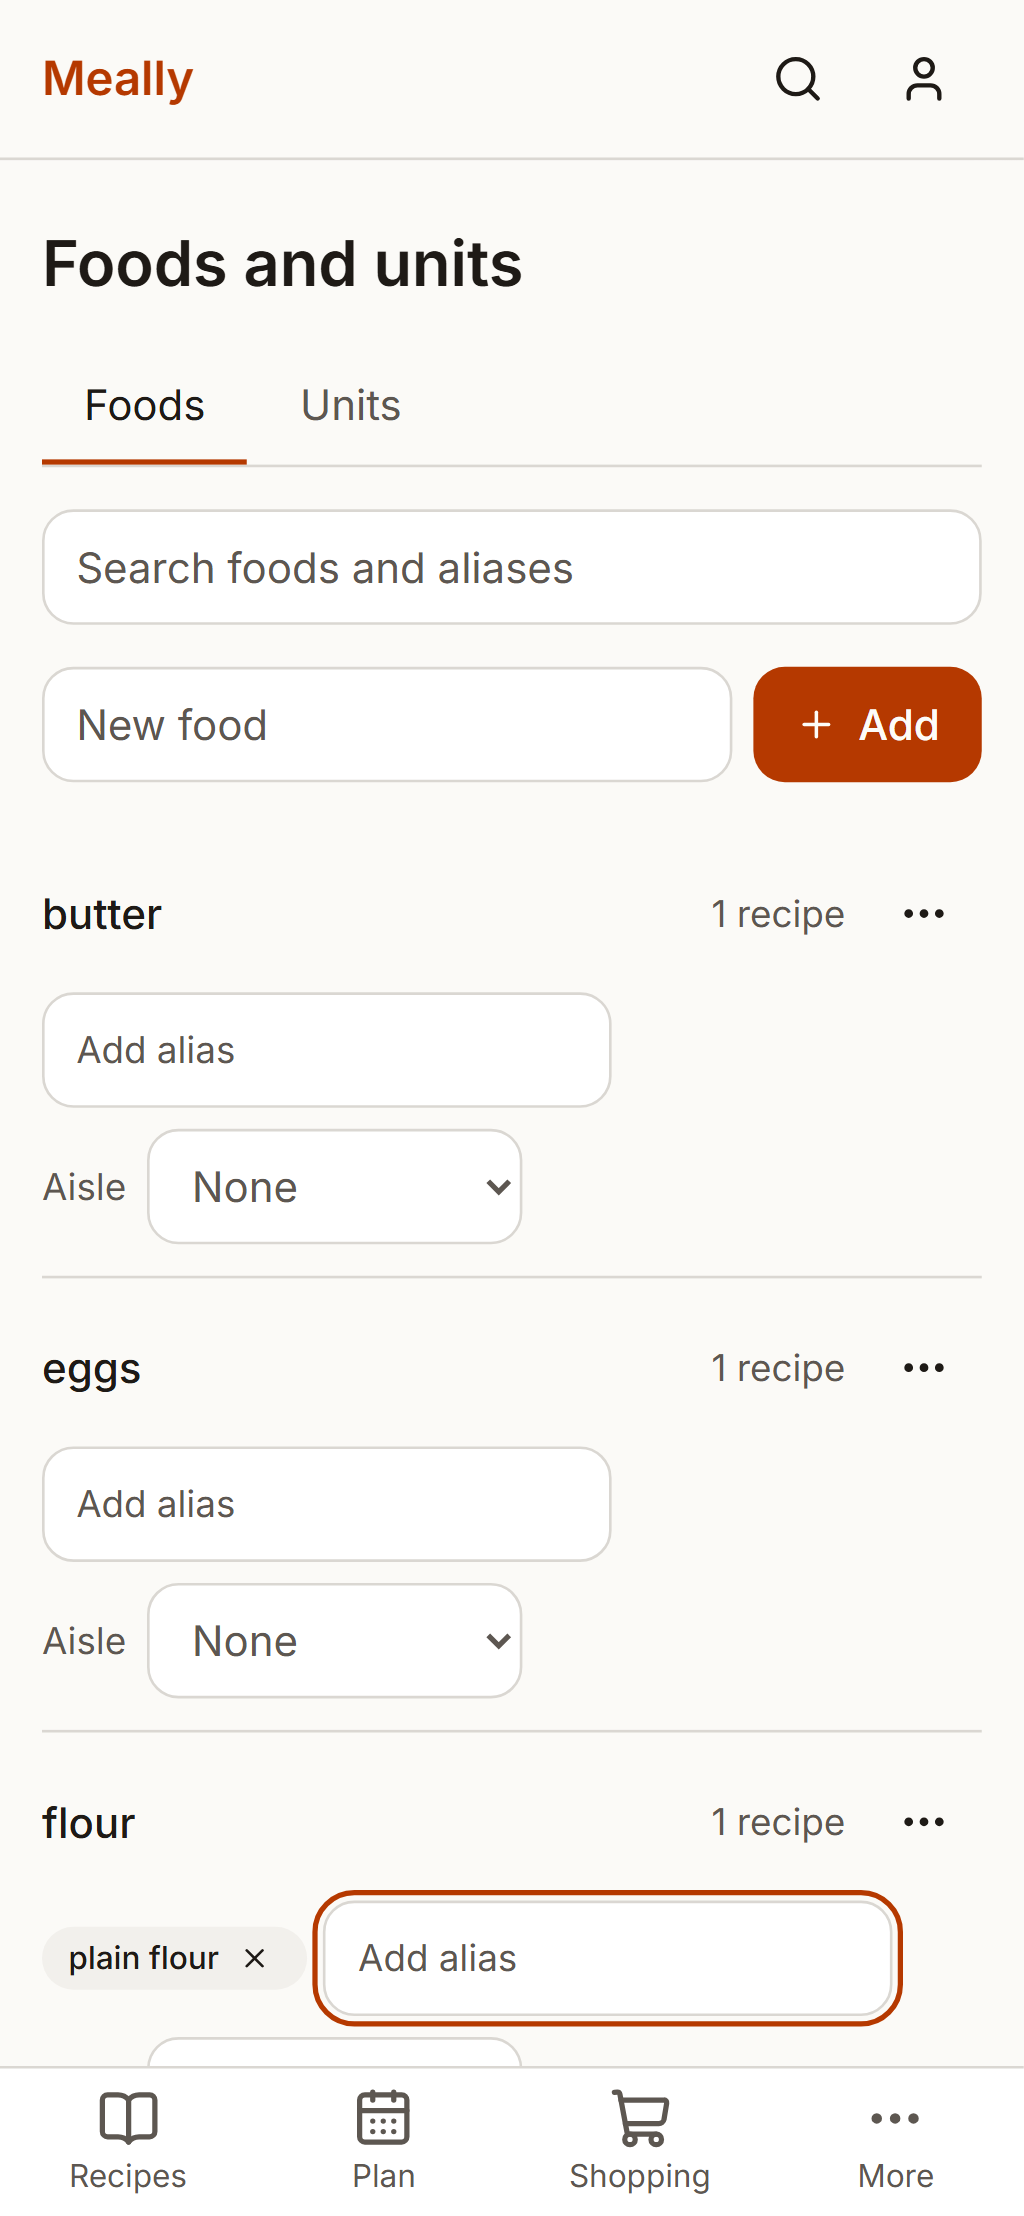 Meally
Foods and units
Foods Units
Search foods and aliases
New food + Add
butter 1 recipe
Add alias
Aisle None
eggs 1 recipe
Add alias
Aisle None
flour 1 recipe
plain flour Add alias
Recipes Plan Shopping More